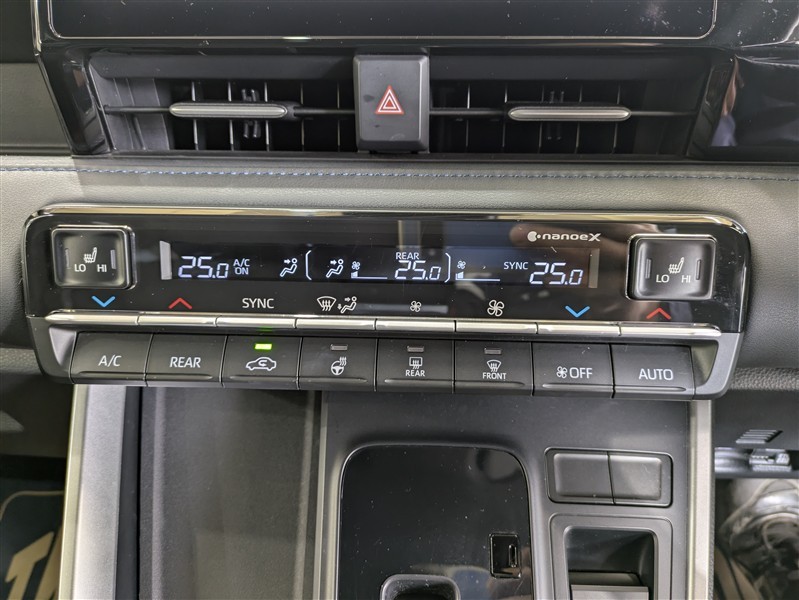 nanoeX
LO HI
25.0 A/C ON
REAR 25.0
SYNC 25.0
LO HI
SYNC
A/C
REAR
REAR
FRONT
OFF
AUTO